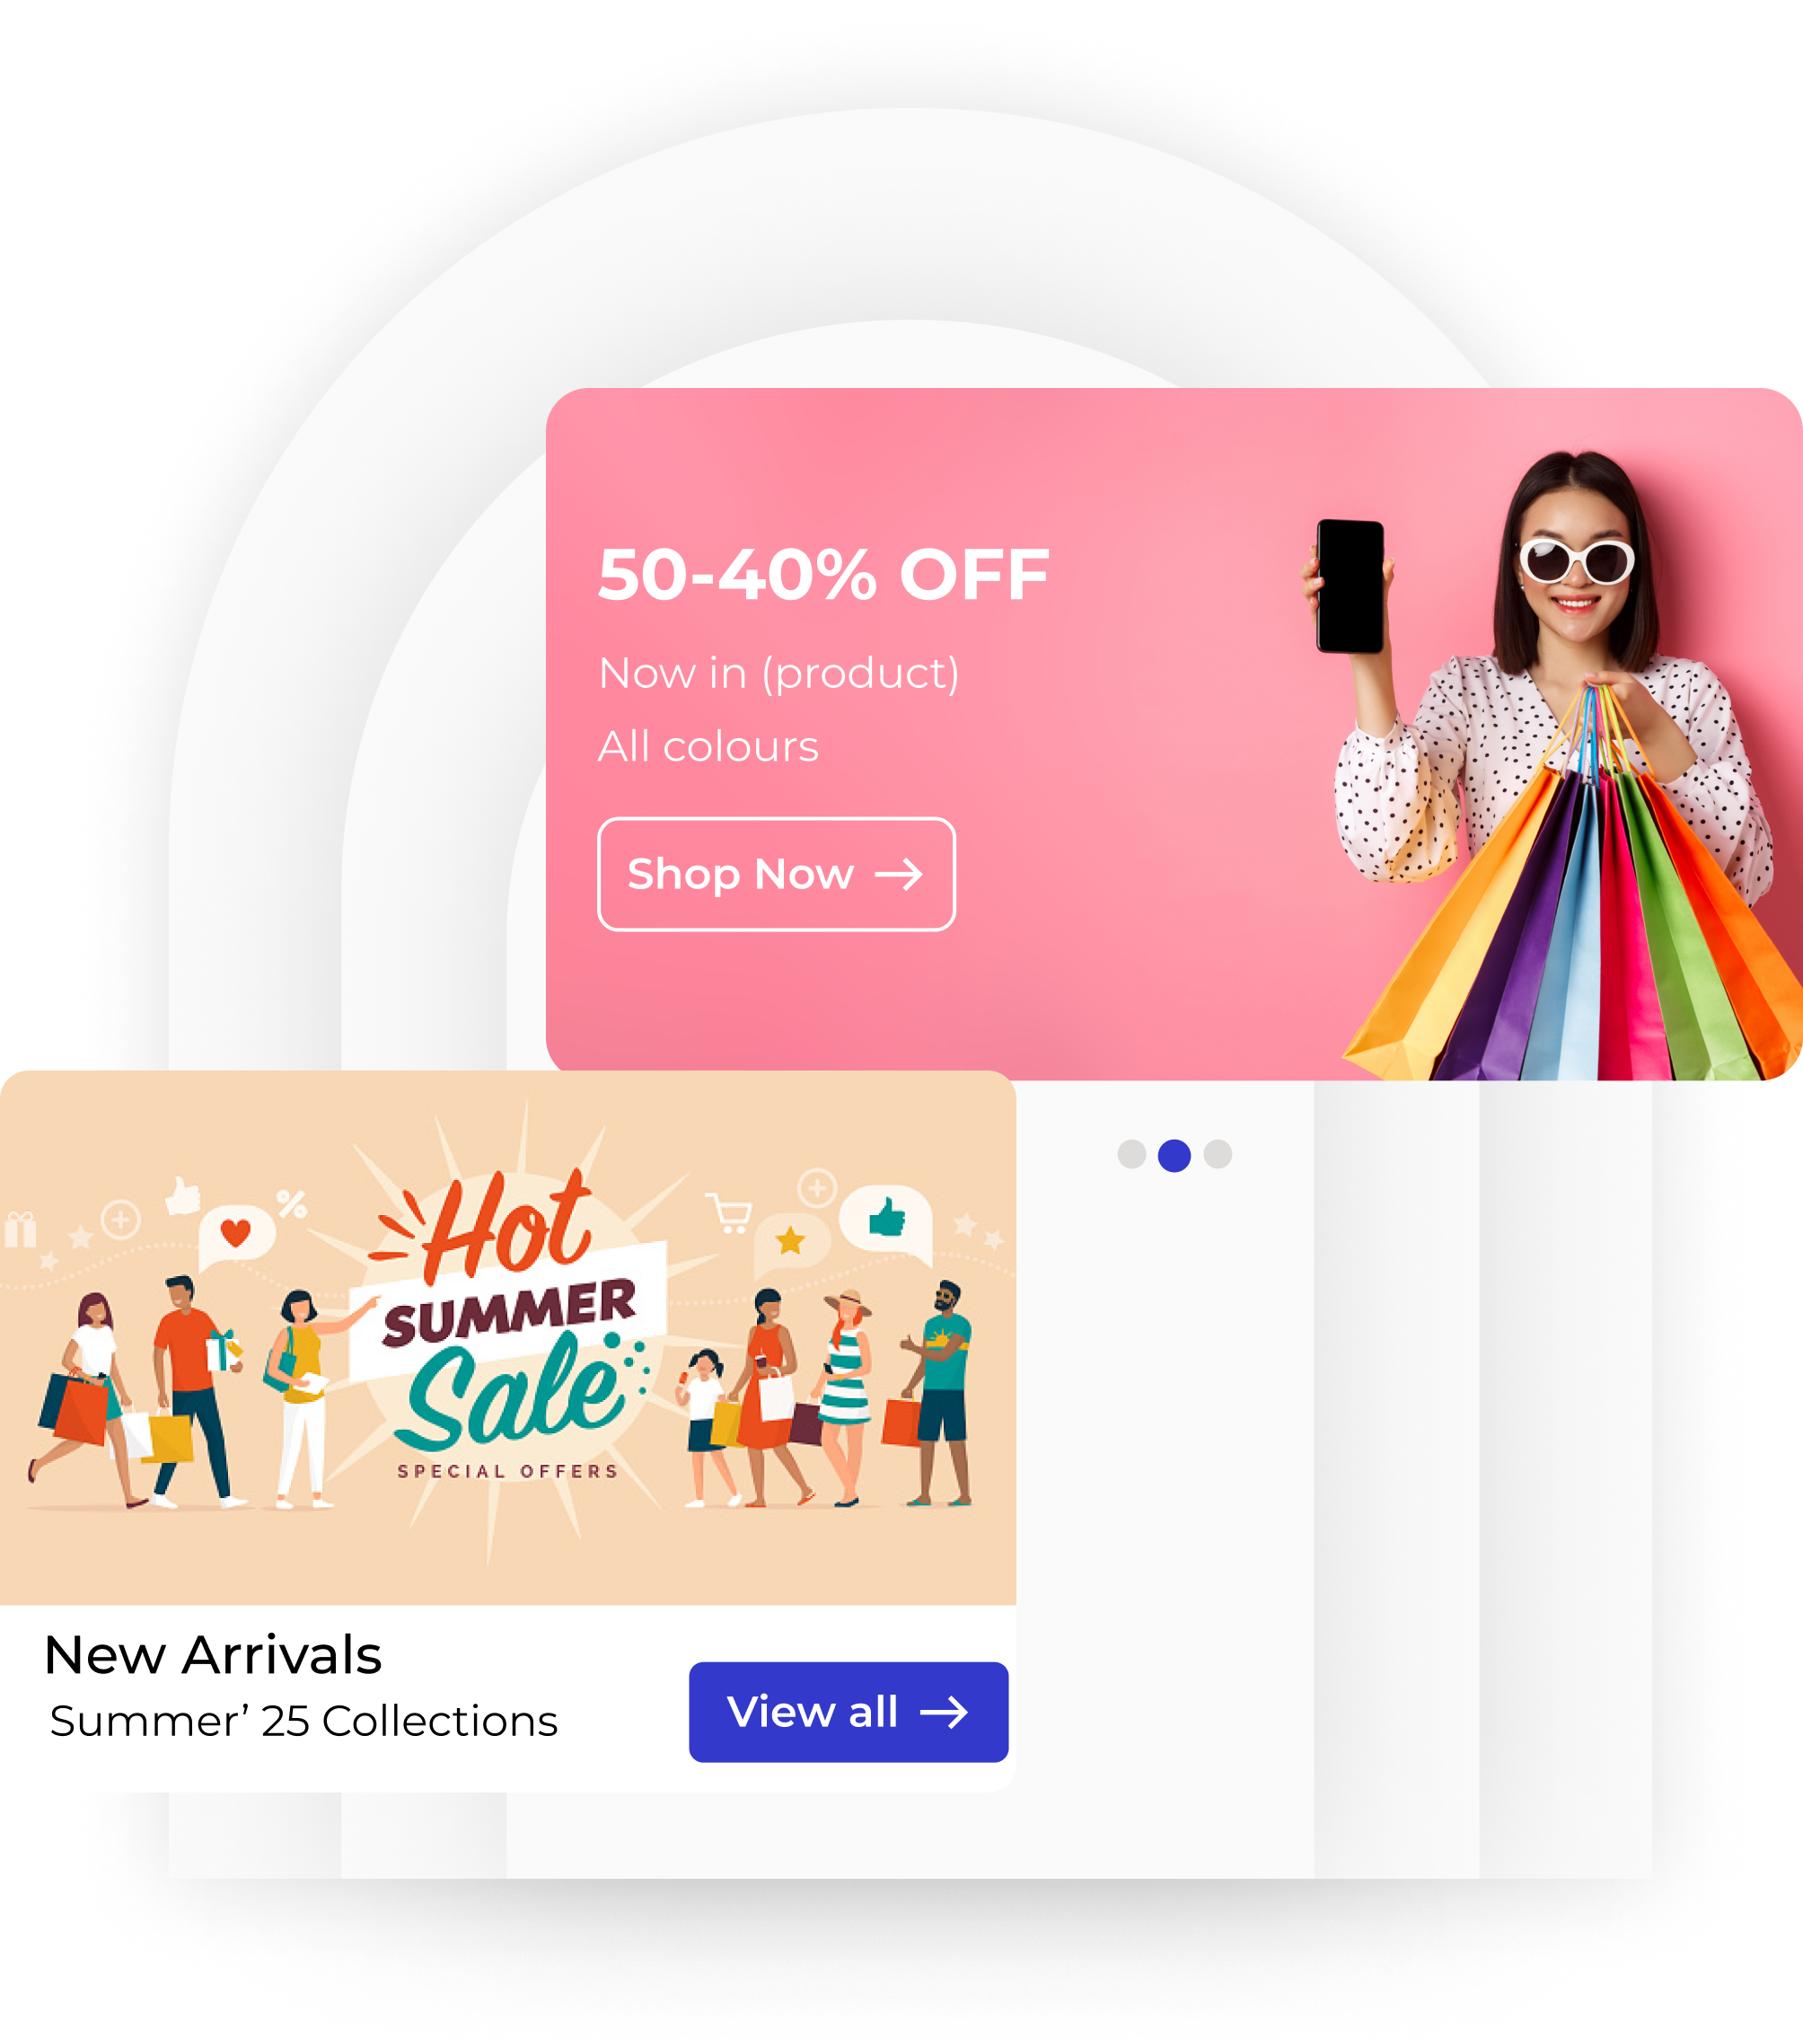 50-40% OFF
Now in (product)
All colours
Shop Now
Hot
SUMMER
Sale
SPECIAL OFFERS
New Arrivals
Summer’ 25 Collections
View all